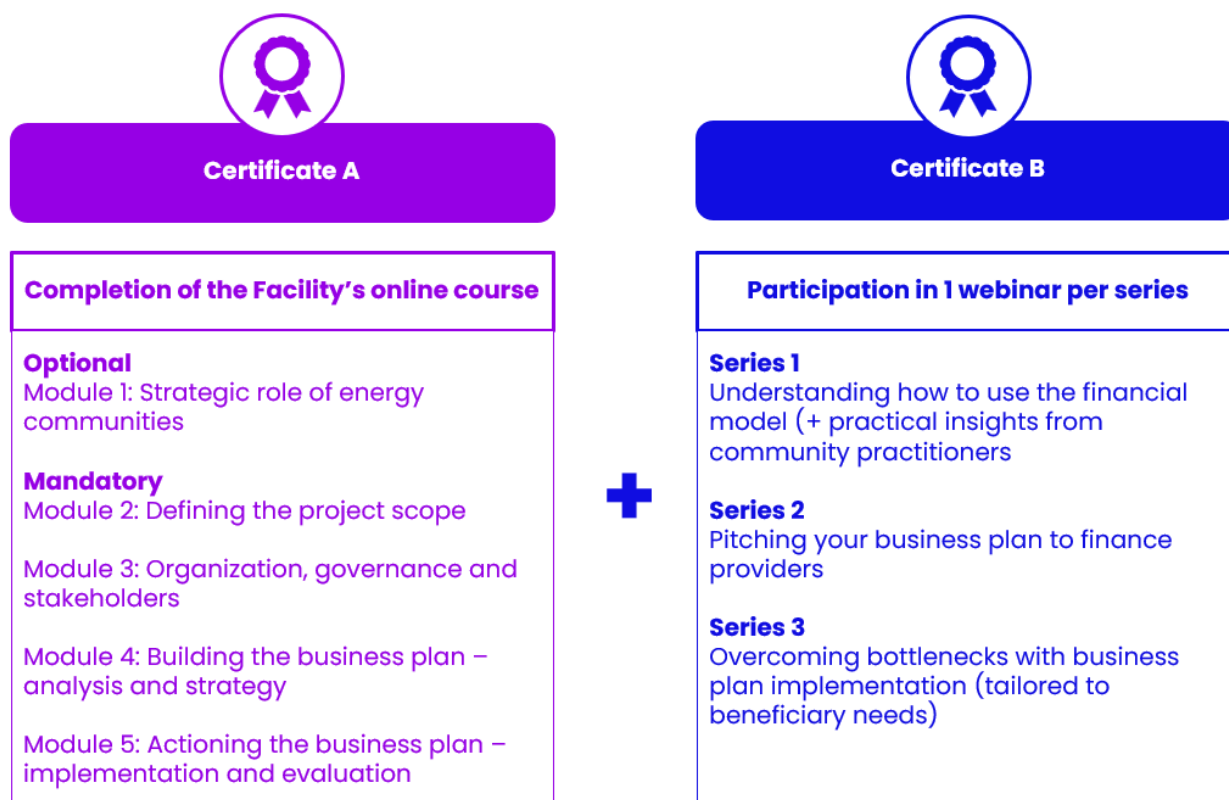 Certificate A
Completion of the Facility’s online course
Optional
Module 1: Strategic role of energy
communities
Mandatory
Module 2: Defining the project scope
Module 3: Organization, governance and
stakeholders
Module 4: Building the business plan –
analysis and strategy
Module 5: Actioning the business plan –
implementation and evaluation
+
Certificate B
Participation in 1 webinar per series
Series 1
Understanding how to use the financial
model (+ practical insights from
community practitioners
Series 2
Pitching your business plan to finance
providers
Series 3
Overcoming bottlenecks with business
plan implementation (tailored to
beneficiary needs)